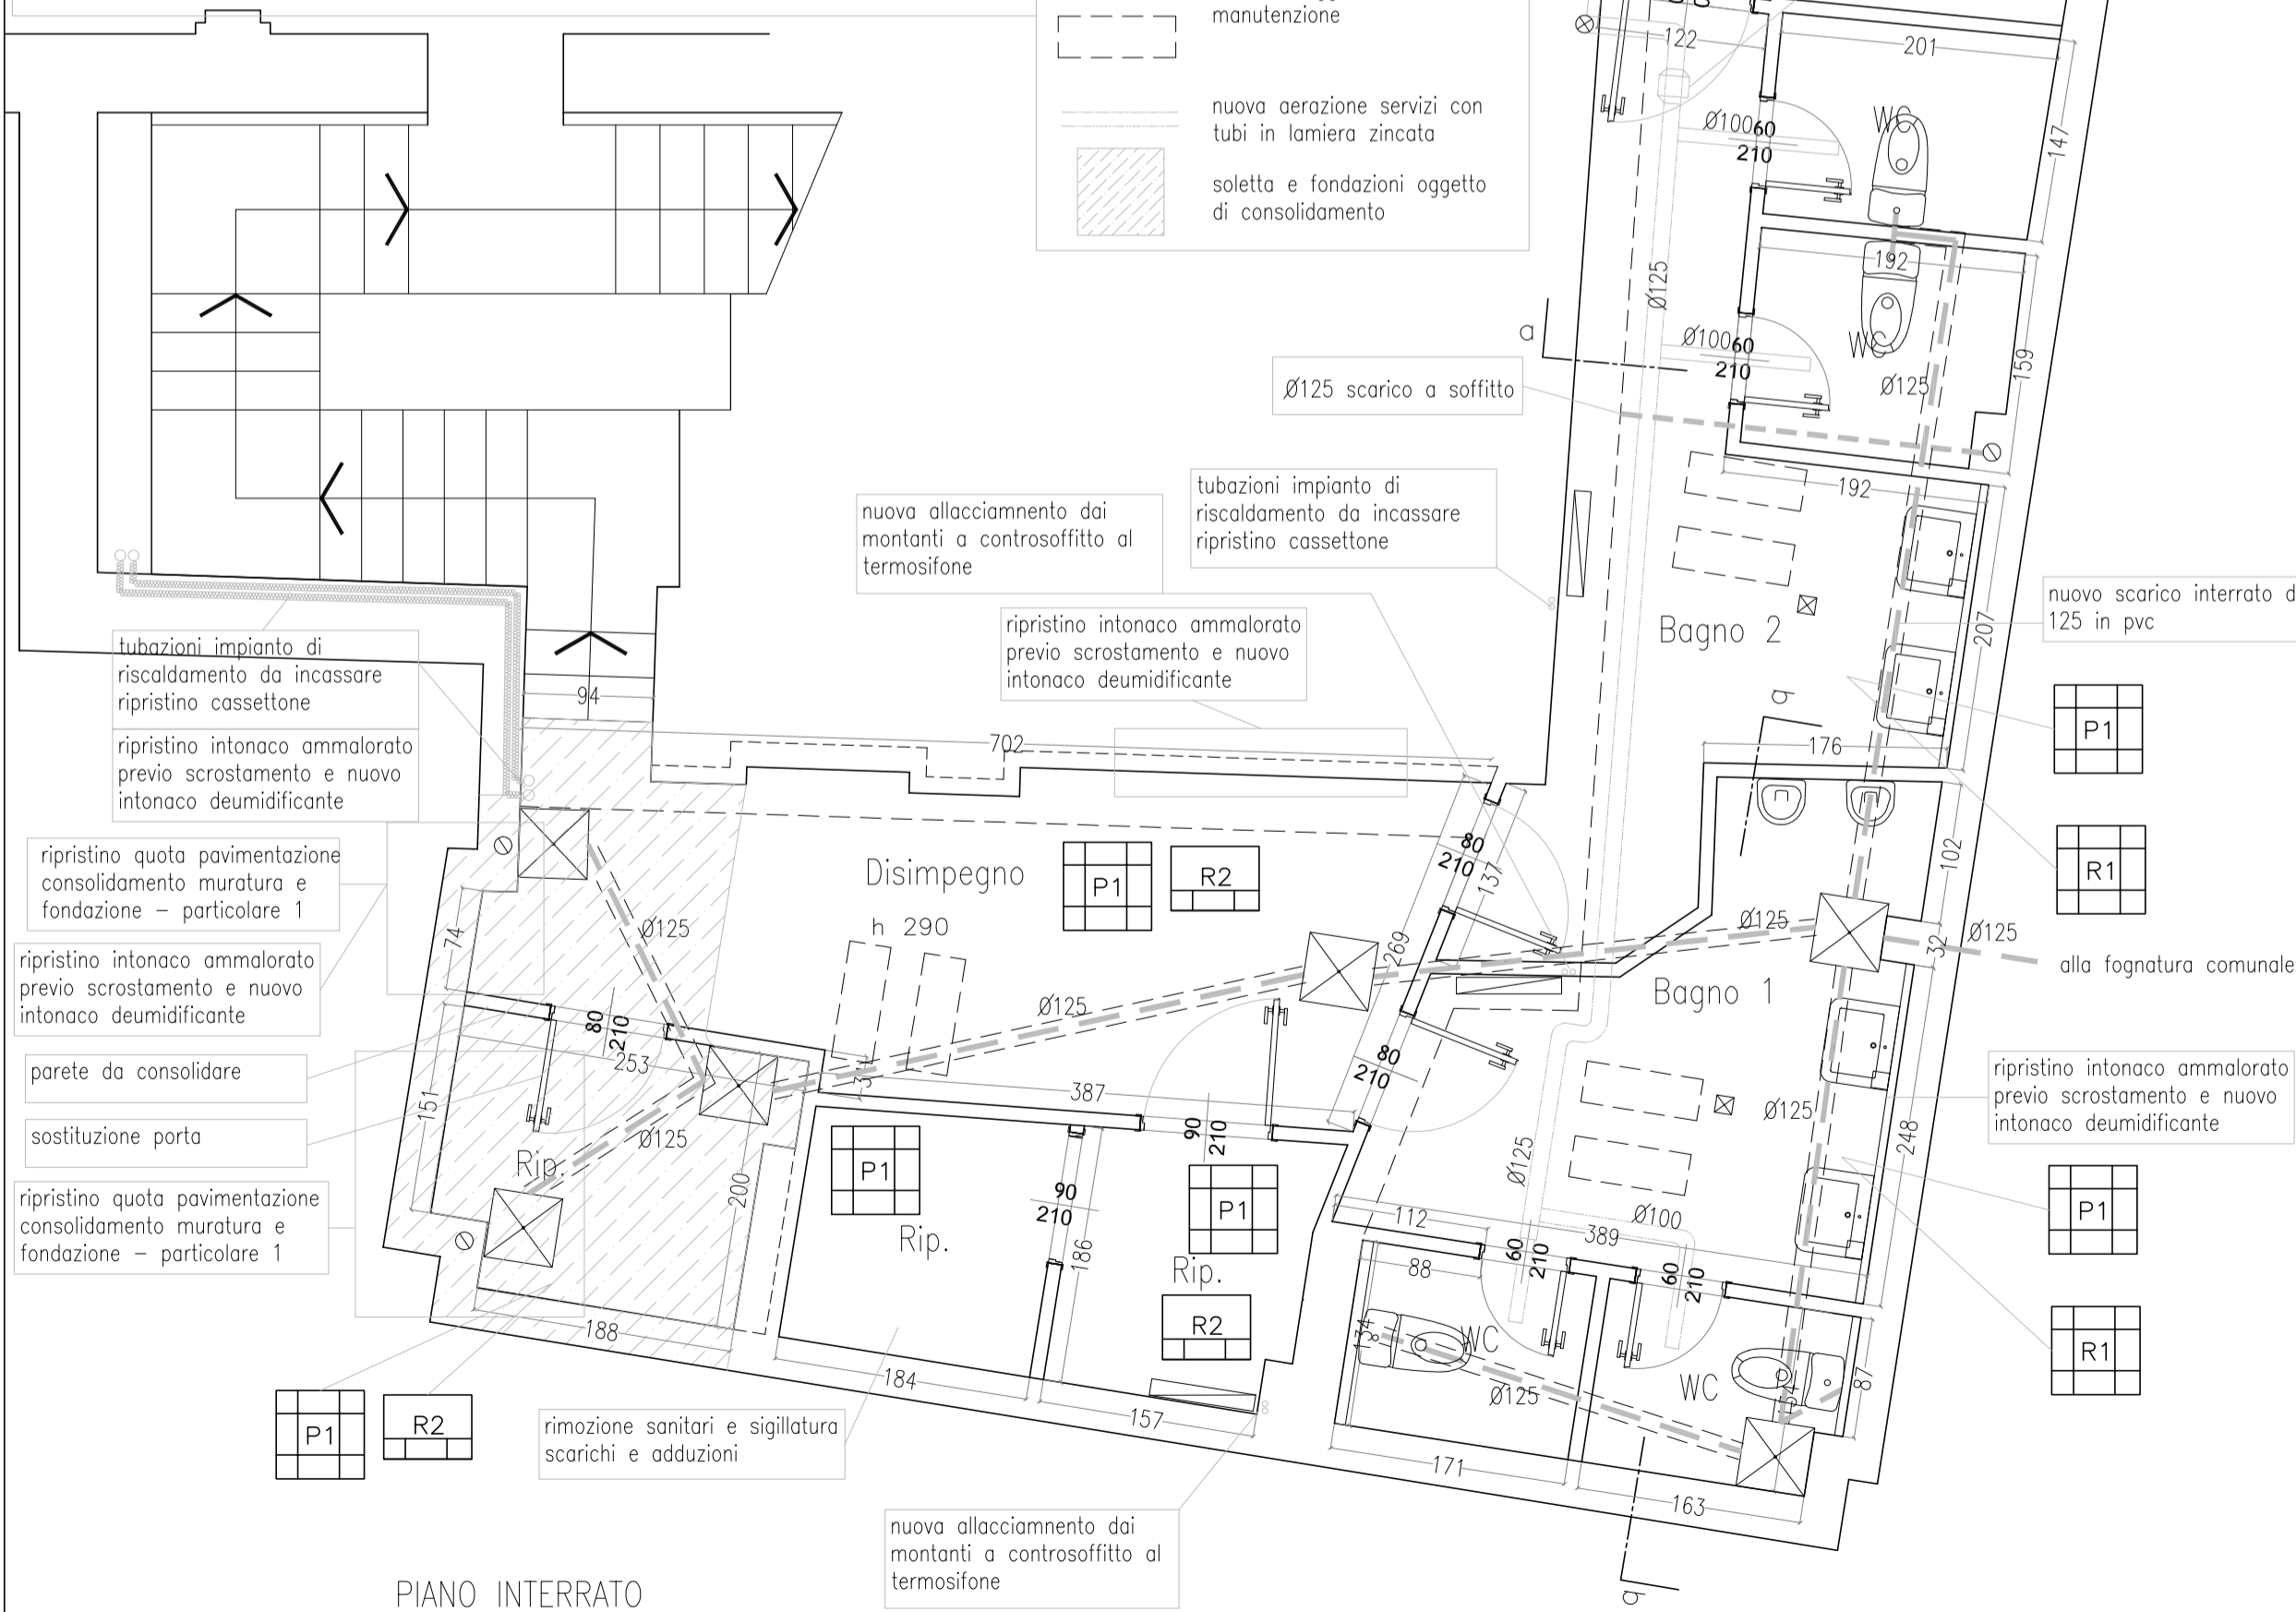 manutenzione
nuova aerazione servizi con
tubi in lamiera zincata
soletta e fondazioni oggetto
di consolidamento
122
201
WC
Ø100
60
210
147
192
Ø125
a
Ø100
60
210
WC
Ø125
159
Ø125 scarico a soffitto
192
tubazioni impianto di
riscaldamento da incassare
ripristino cassettone
nuova allacciamnento dai
montanti a controsoffitto al
termosifone
ripristino intonaco ammalorato
previo scrostamento e nuovo
intonaco deumidificante
Bagno 2
207
nuovo scarico interrato d
125 in pvc
tubazioni impianto di
riscaldamento da incassare
ripristino cassettone
ripristino intonaco ammalorato
previo scrostamento e nuovo
intonaco deumidificante
94
702
176
P1
R1
ripristino quota pavimentazione
consolidamento muratura e
fondazione – particolare 1
ripristino intonaco ammalorato
previo scrostamento e nuovo
intonaco deumidificante
parete da consolidare
sostituzione porta
ripristino quota pavimentazione
consolidamento muratura e
fondazione – particolare 1
Disimpegno
P1
R2
h 290
80
210
137
269
102
32
Ø125
Ø125
alla fognatura comunale
Bagno 1
74
Ø125
80
210
253
Ø125
151
Ø125
Rip.
200
188
387
P1
Rip.
90
210
90
210
186
P1
Rip.
R2
184
157
80
210
Ø125
Ø125
248
ripristino intonaco ammalorato
previo scrostamento e nuovo
intonaco deumidificante
P1
R1
112
Ø100
389
88
60
210
60
210
134
WC
Ø125
WC
87
171
163
P1
R2
rimozione sanitari e sigillatura
scarichi e adduzioni
nuova allacciamnento dai
montanti a controsoffitto al
termosifone
PIANO INTERRATO